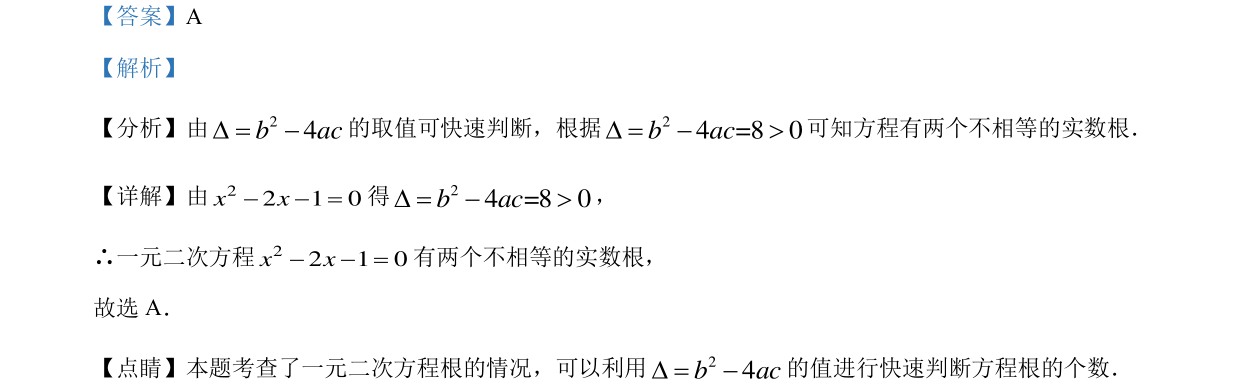 【答案】A
【解析】
【分析】由 Δ = b² − 4ac 的取值可快速判断，根据 Δ = b² − 4ac=8 > 0 可知方程有两个不相等的实数根．
【详解】由 x² − 2x − 1 = 0 得 Δ = b² − 4ac=8 > 0 ，
∴一元二次方程 x² − 2x − 1 = 0 有两个不相等的实数根，
故选 A．
【点睛】本题考查了一元二次方程根的情况，可以利用 Δ = b² − 4ac 的值进行快速判断方程根的个数．